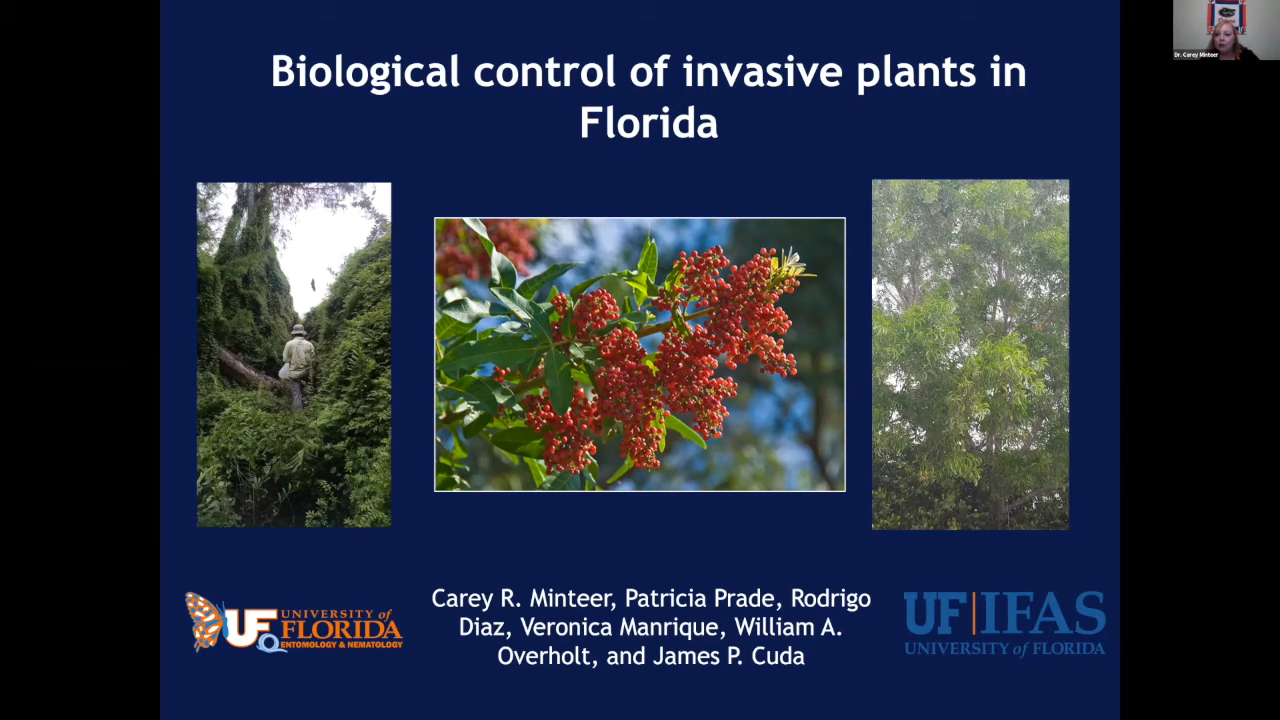 Biological control of invasive plants in
Florida
Dr. Carey Minteer
Carey R. Minteer, Patricia Prade, Rodrigo
Diaz, Veronica Manrique, William A.
Overholt, and James P. Cuda
UF
UNIVERSITY of
FLORIDA
ENTOMOLOGY & NEMATOLOGY
UF|IFAS
UNIVERSITY of FLORIDA